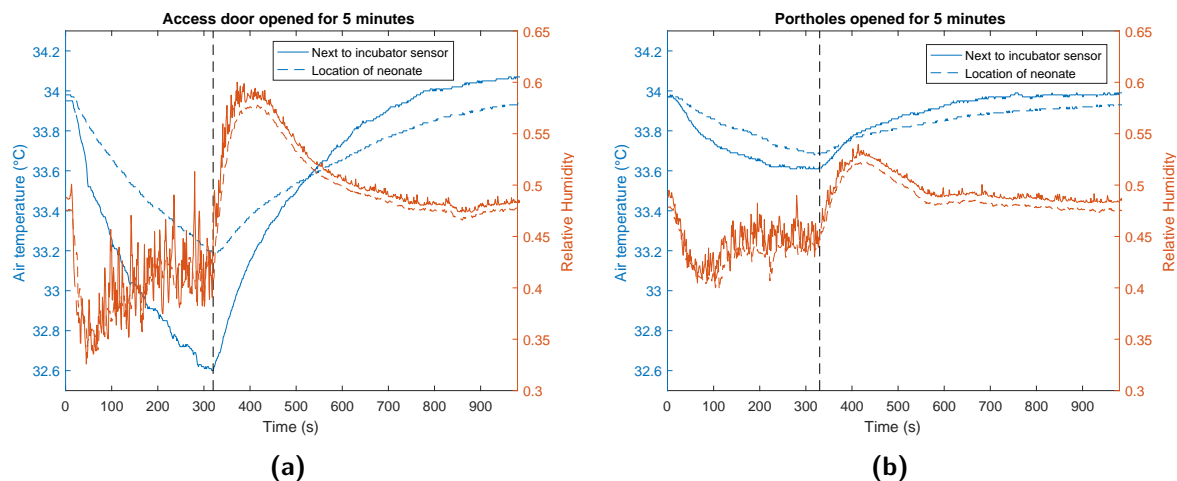 Access door opened for 5 minutes
34.2
34
33.8
33.6
33.4
33.2
33
32.8
32.6
Air temperature (°C)
Next to incubator sensor
Location of neonate
0.65
0.6
0.55
0.5
0.45
0.4
0.35
0.3
Relative Humidity
0 100 200 300 400 500 600 700 800 900
Time (s)
(a)
Portholes opened for 5 minutes
34.2
34
33.8
33.6
33.4
33.2
33
32.8
32.6
Air temperature (°C)
Next to incubator sensor
Location of neonate
0.65
0.6
0.55
0.5
0.45
0.4
0.35
0.3
Relative Humidity
0 100 200 300 400 500 600 700 800 900
Time (s)
(b)